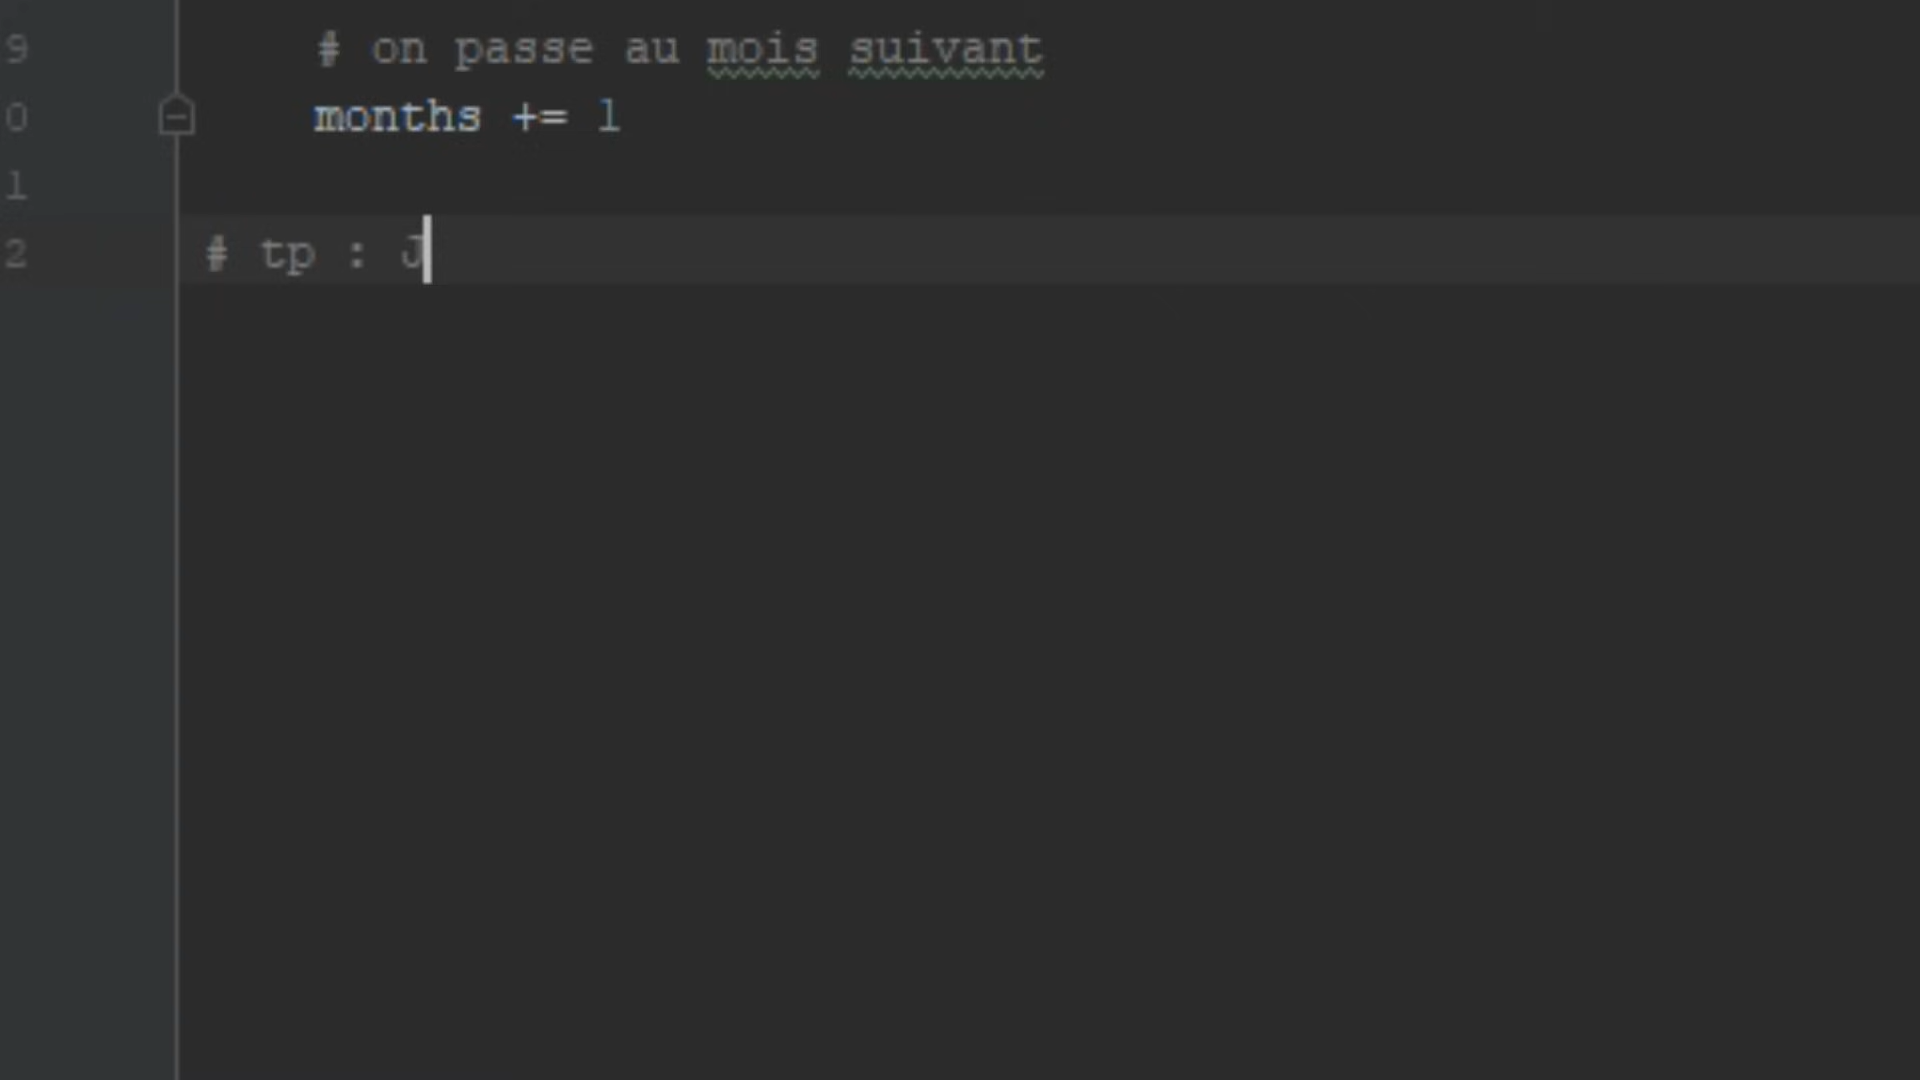 9 # on passe au mois suivant
0 months += 1
1
2 # tp : J